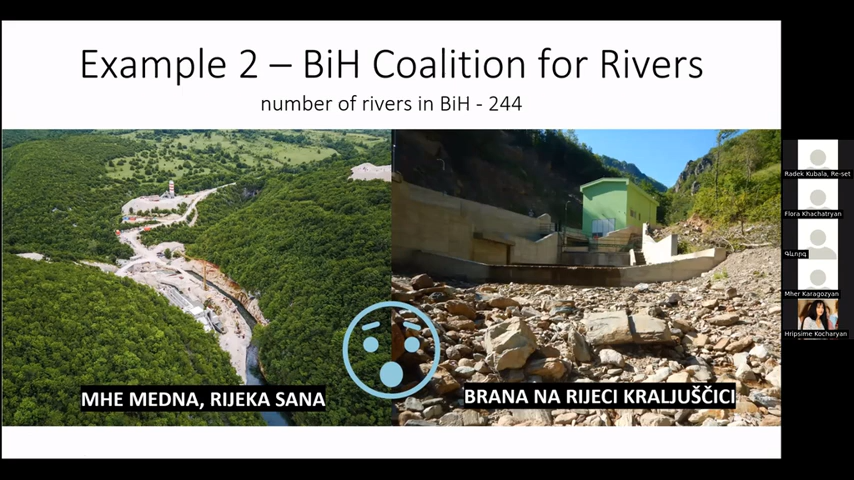 Example 2 – BiH Coalition for Rivers
number of rivers in BiH - 244
MHE MEDNA, RIJEKA SANA
BRANA NA RIJECI KRALJUŠČICI
Radek Kubala, Re-set
Flora Khachatryan
Գևորգ
Mher Karagozyan
Hripsime Kocharyan